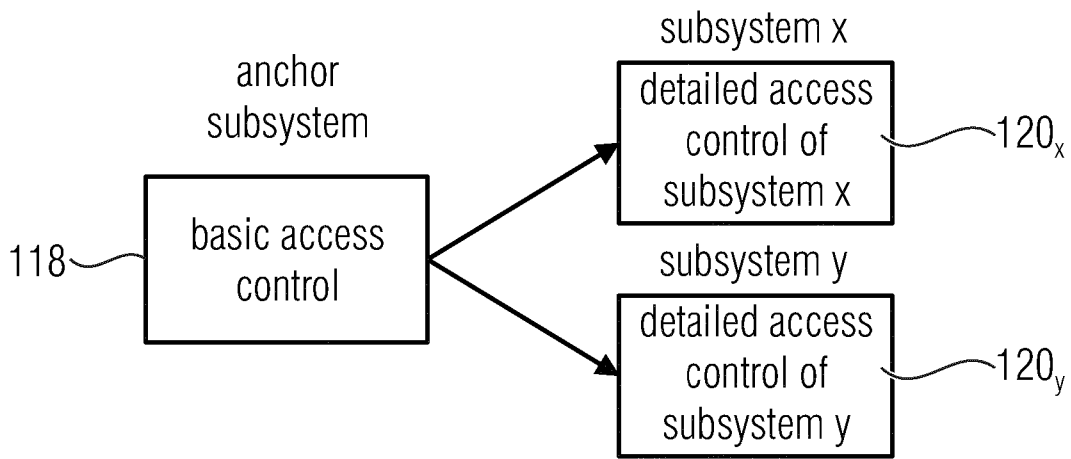 anchor
subsystem
118
basic access
control
subsystem x
detailed access
control of
subsystem x
120x
subsystem y
detailed access
control of
subsystem y
120y